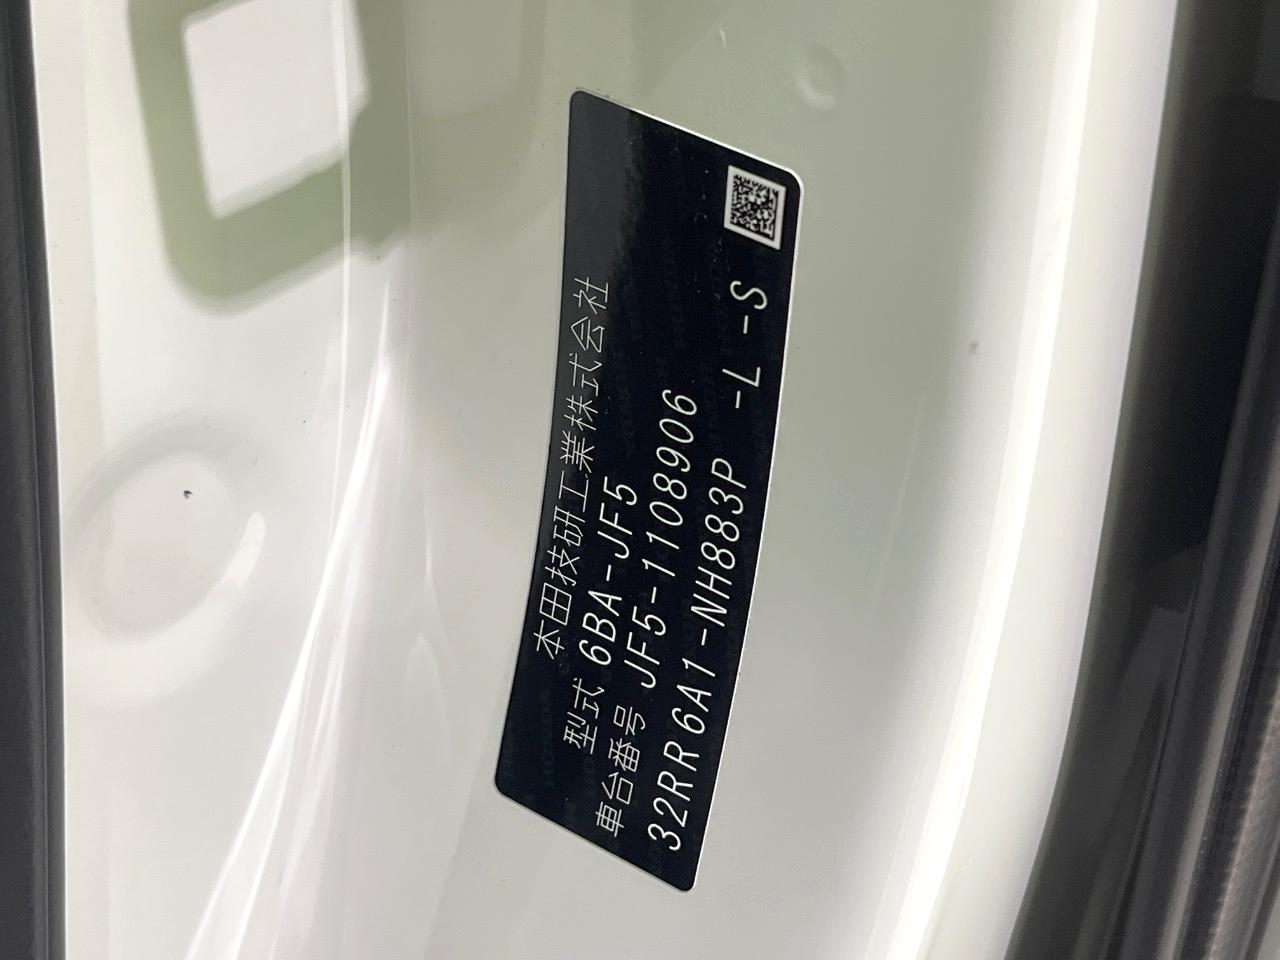 本田技研工業株式会社
型式 6BA-JF5
車台番号 JF5-1108906
32RR6A1-NH883P -L -S